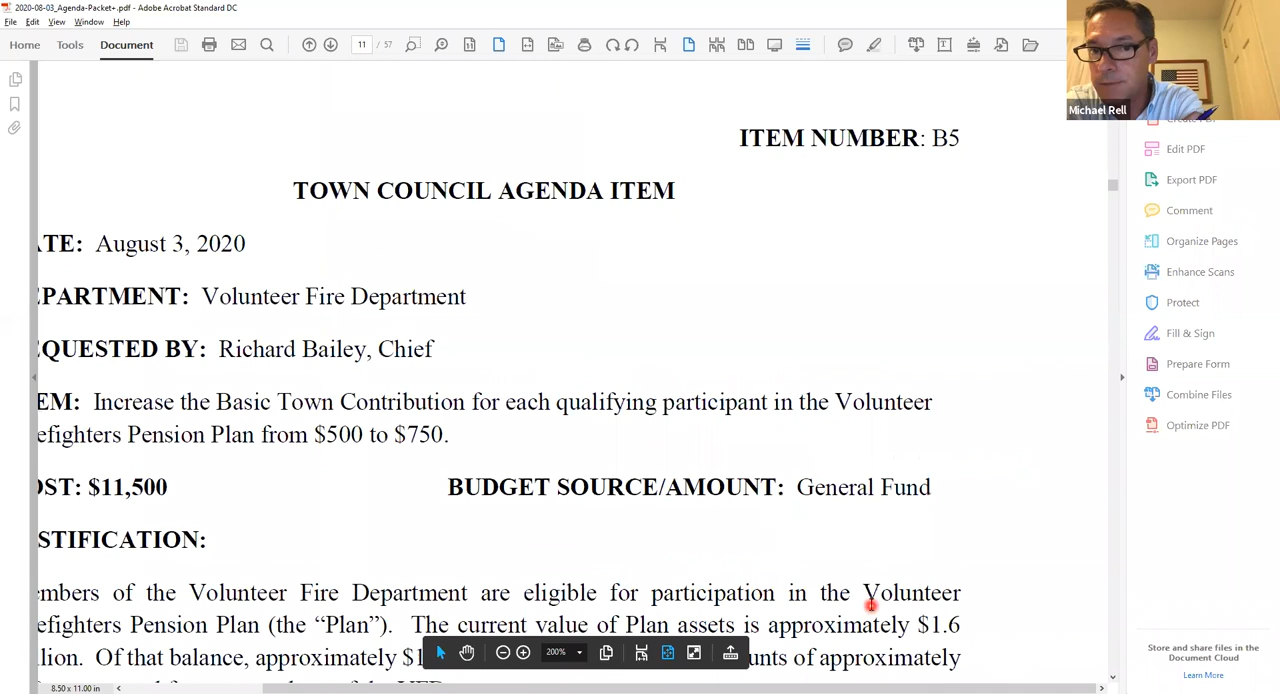 2020-08-03_Agenda-Packet+.pdf - Adobe Acrobat Standard DC
File Edit View Window Help
Home Tools Document 11 / 57
Michael Rell
ITEM NUMBER: B5
TOWN COUNCIL AGENDA ITEM
ATE: August 3, 2020
EPARTMENT: Volunteer Fire Department
EQUESTED BY: Richard Bailey, Chief
EM: Increase the Basic Town Contribution for each qualifying participant in the Volunteer
efighters Pension Plan from $500 to $750.
OST: $11,500 BUDGET SOURCE/AMOUNT: General Fund
STIFICATION:
embers of the Volunteer Fire Department are eligible for participation in the Volunteer
efighters Pension Plan (the “Plan”). The current value of Plan assets is approximately $1.6
llion. Of that balance, approximately $1 unts of approximately
200%
8.50 x 11.00 in
Create PDF
Edit PDF
Export PDF
Comment
Organize Pages
Enhance Scans
Protect
Fill & Sign
Prepare Form
Combine Files
Optimize PDF
Store and share files in the
Document Cloud
Learn More